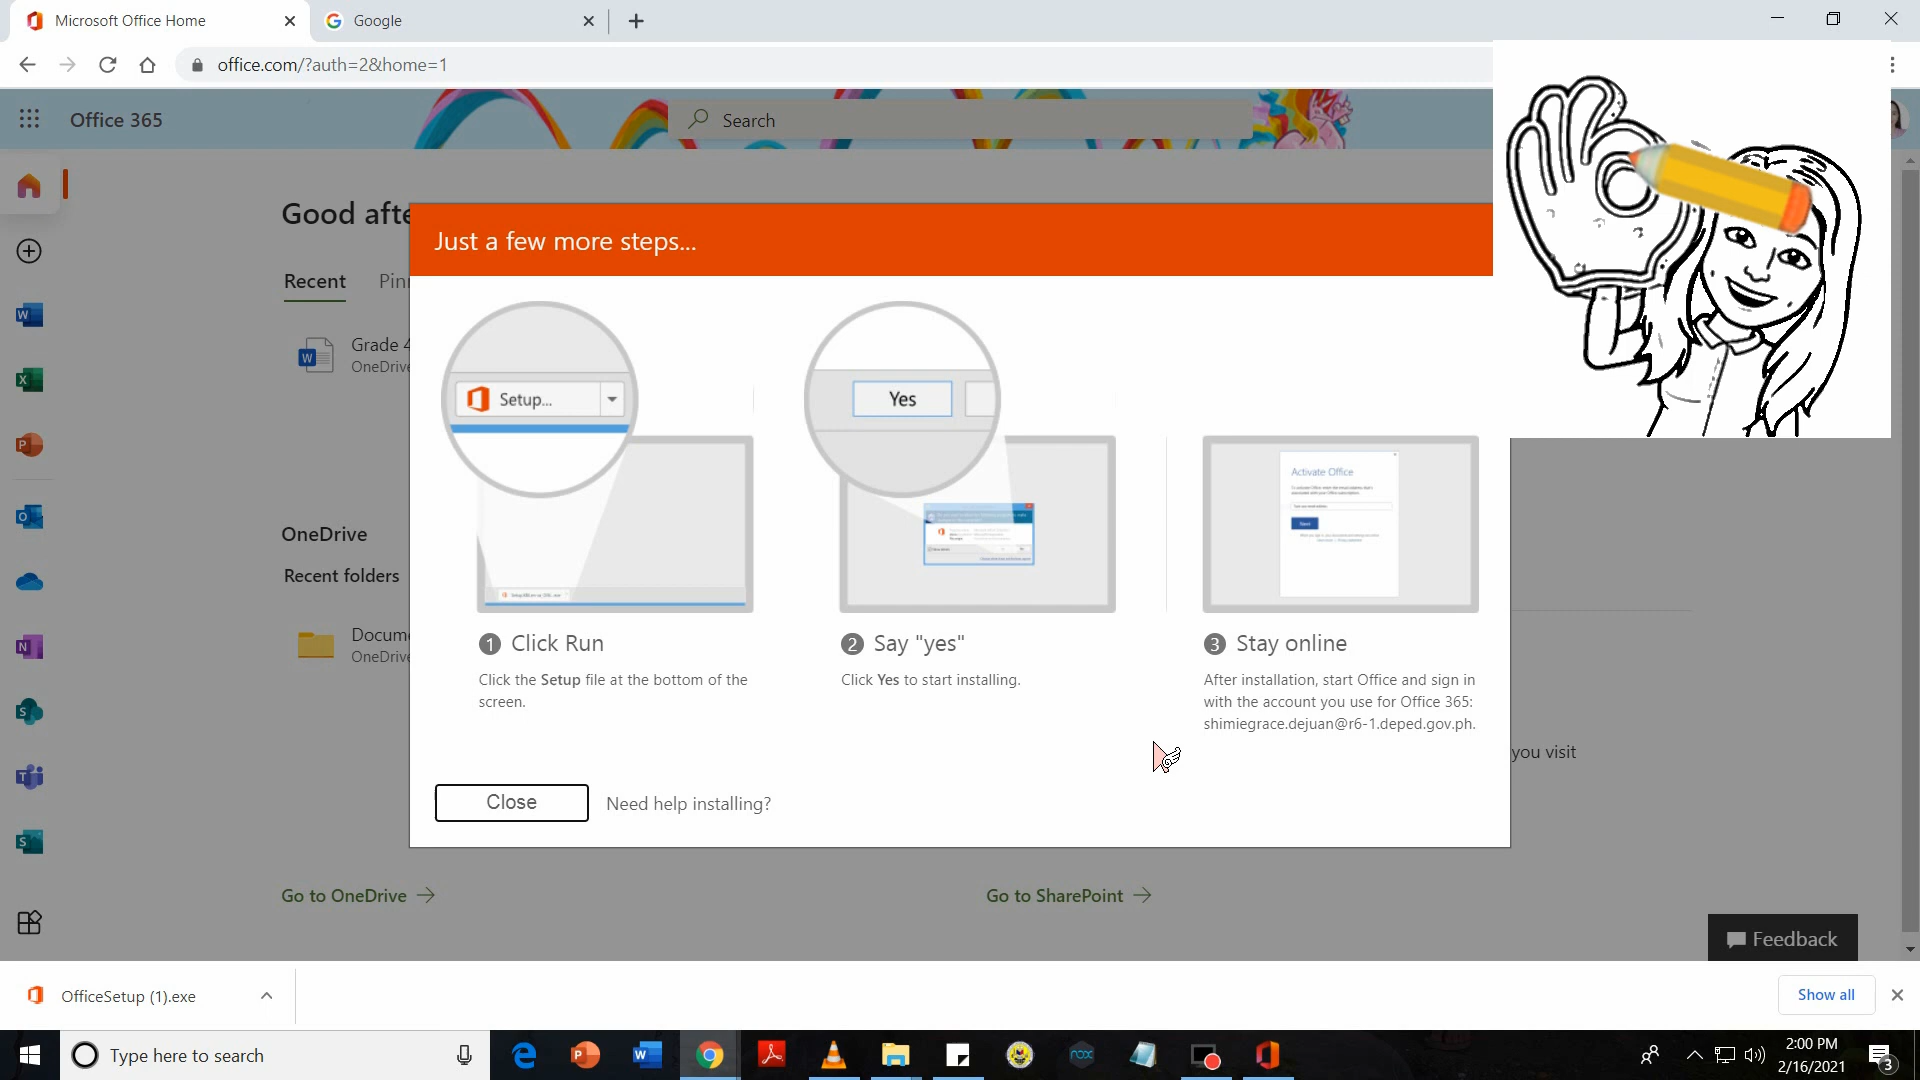 Microsoft Office Home
Google
office.com/?auth=2&home=1
Office 365
Search
Good afte
Just a few more steps...
Recent
Pin
Grade 4
OneDrive
Setup...
Yes
Activate Office
OneDrive
Recent folders
Docume
OneDrive
1 Click Run
Click the Setup file at the bottom of the
screen.
2 Say "yes"
Click Yes to start installing.
3 Stay online
After installation, start Office and sign in
with the account you use for Office 365:
shimiegrace.dejuan@r6-1.deped.gov.ph.
you visit
Close
Need help installing?
Go to OneDrive →
Go to SharePoint →
Feedback
OfficeSetup (1).exe
Show all
Type here to search
2:00 PM
2/16/2021
3